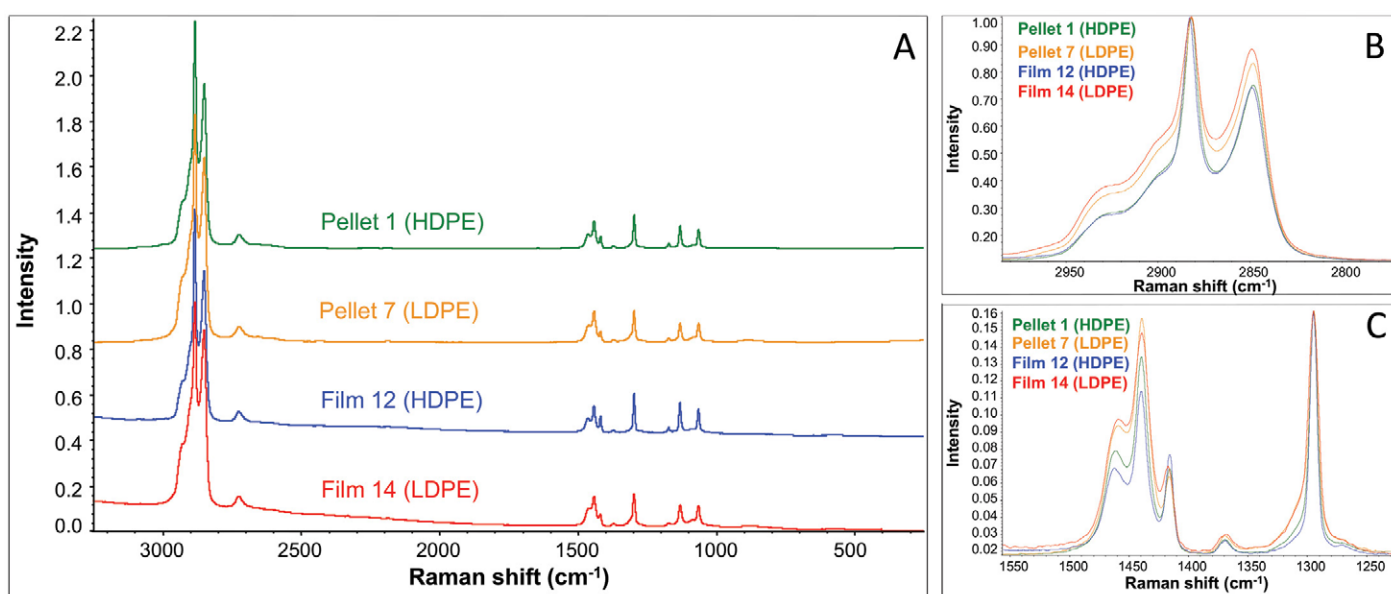 A
2.2
2.0
1.8
1.6
1.4
1.2
1.0
0.8
0.6
0.4
0.2
0.0
Intensity
Pellet 1 (HDPE)
Pellet 7 (LDPE)
Film 12 (HDPE)
Film 14 (LDPE)
3000 2500 2000 1500 1000 500
Raman shift (cm-1)
B
1.00
0.90
0.80
0.70
0.60
0.50
0.40
0.30
0.20
Intensity
Pellet 1 (HDPE)
Pellet 7 (LDPE)
Film 12 (HDPE)
Film 14 (LDPE)
2950 2900 2850 2800
Raman shift (cm-1)
C
0.16
0.15
0.14
0.13
0.12
0.11
0.10
0.09
0.08
0.07
0.06
0.05
0.04
0.03
0.02
Intensity
Pellet 1 (HDPE)
Pellet 7 (LDPE)
Film 12 (HDPE)
Film 14 (LDPE)
1550 1500 1450 1400 1350 1300 1250
Raman shift (cm-1)